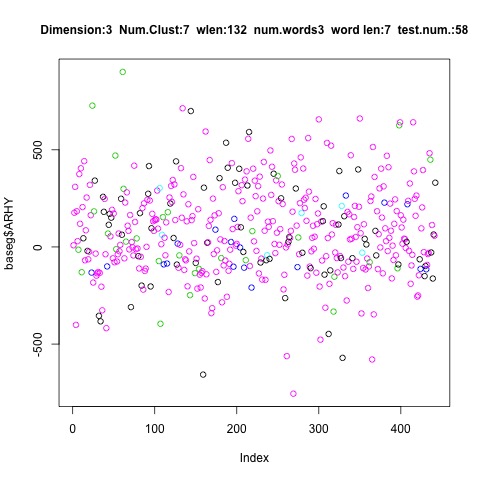 Dimension:3 Num.Clust:7 wlen:132 num.words3 word len:7 test.num.:58
baseg$ARHY
500
0
-500
0 100 200 300 400
Index